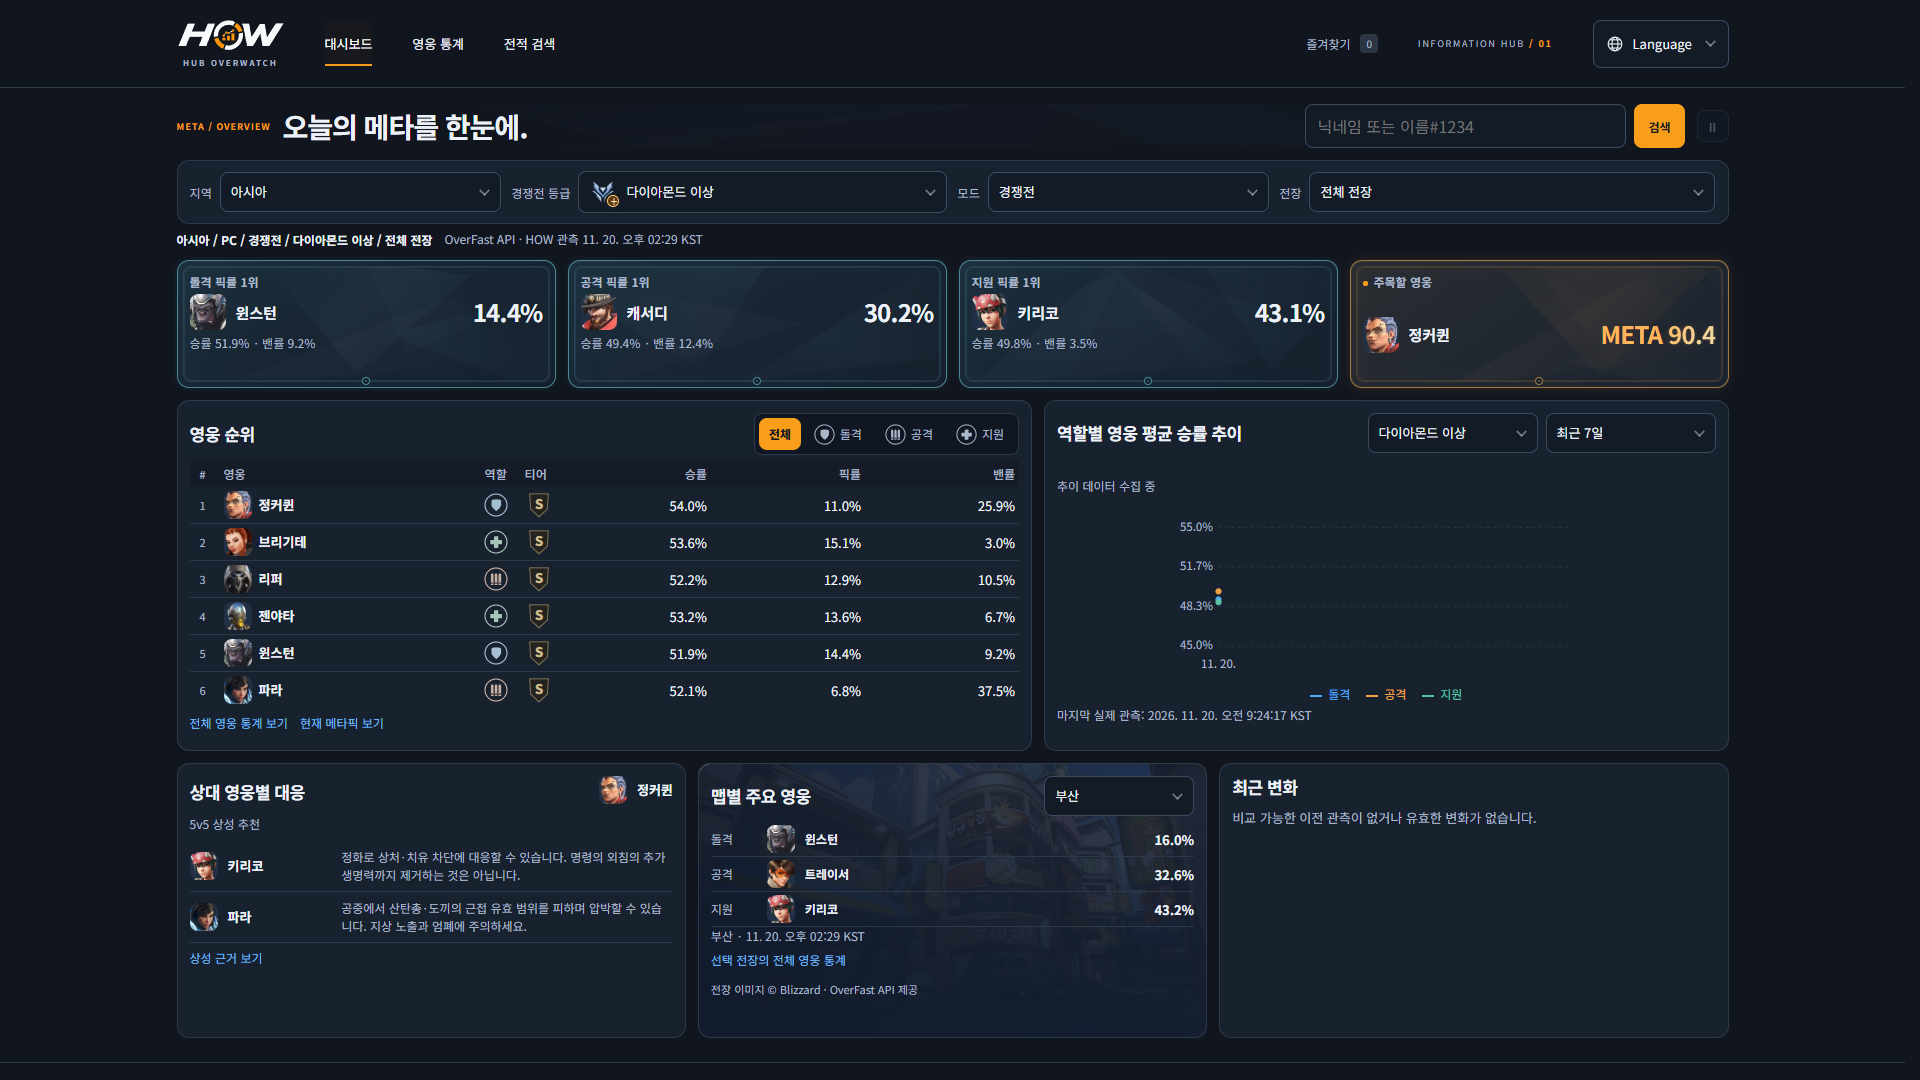 HOW
HUB OVERWATCH
대시보드
영웅 통계
전적 검색
즐겨찾기 0
INFORMATION HUB / 01
Language
META / OVERVIEW
오늘의 메타를 한눈에.
닉네임 또는 이름#1234
검색
지역 아시아
경쟁전 등급 다이아몬드 이상
모드 경쟁전
전장 전체 전장
아시아 / PC / 경쟁전 / 다이아몬드 이상 / 전체 전장 OverFast API · HOW 관측 11. 20. 오후 02:29 KST
돌격 픽률 1위
윈스턴 14.4%
승률 51.9% · 밴률 9.2%
공격 픽률 1위
캐서디 30.2%
승률 49.4% · 밴률 12.4%
지원 픽률 1위
키리코 43.1%
승률 49.8% · 밴률 3.5%
주목할 영웅
정커퀸 META 90.4
영웅 순위
전체 돌격 공격 지원
# 영웅 역할 티어 승률 픽률 밴률
1 정커퀸 S 54.0% 11.0% 25.9%
2 브리기테 S 53.6% 15.1% 3.0%
3 리퍼 S 52.2% 12.9% 10.5%
4 젠야타 S 53.2% 13.6% 6.7%
5 윈스턴 S 51.9% 14.4% 9.2%
6 파라 S 52.1% 6.8% 37.5%
전체 영웅 통계 보기 현재 메타픽 보기
역할별 영웅 평균 승률 추이
다이아몬드 이상
최근 7일
추이 데이터 수집 중
55.0%
51.7%
48.3%
45.0%
11. 20.
돌격 공격 지원
마지막 실제 관측: 2026. 11. 20. 오전 9:24:17 KST
상대 영웅별 대응
정커퀸
5v5 상성 추천
키리코
정화로 상처·치유 차단에 대응할 수 있습니다. 명령의 외침의 추가
생명력까지 제거하는 것은 아닙니다.
파라
공중에서 산탄총·도끼의 근접 유효 범위를 피하며 압박할 수 있습
니다. 지상 노출과 엄폐에 주의하세요.
상성 근거 보기
맵별 주요 영웅
부산
돌격 윈스턴 16.0%
공격 트레이서 32.6%
지원 키리코 43.2%
부산 · 11. 20. 오후 02:29 KST
선택 전장의 전체 영웅 통계
전장 이미지 © Blizzard · OverFast API 제공
최근 변화
비교 가능한 이전 관측이 없거나 유효한 변화가 없습니다.